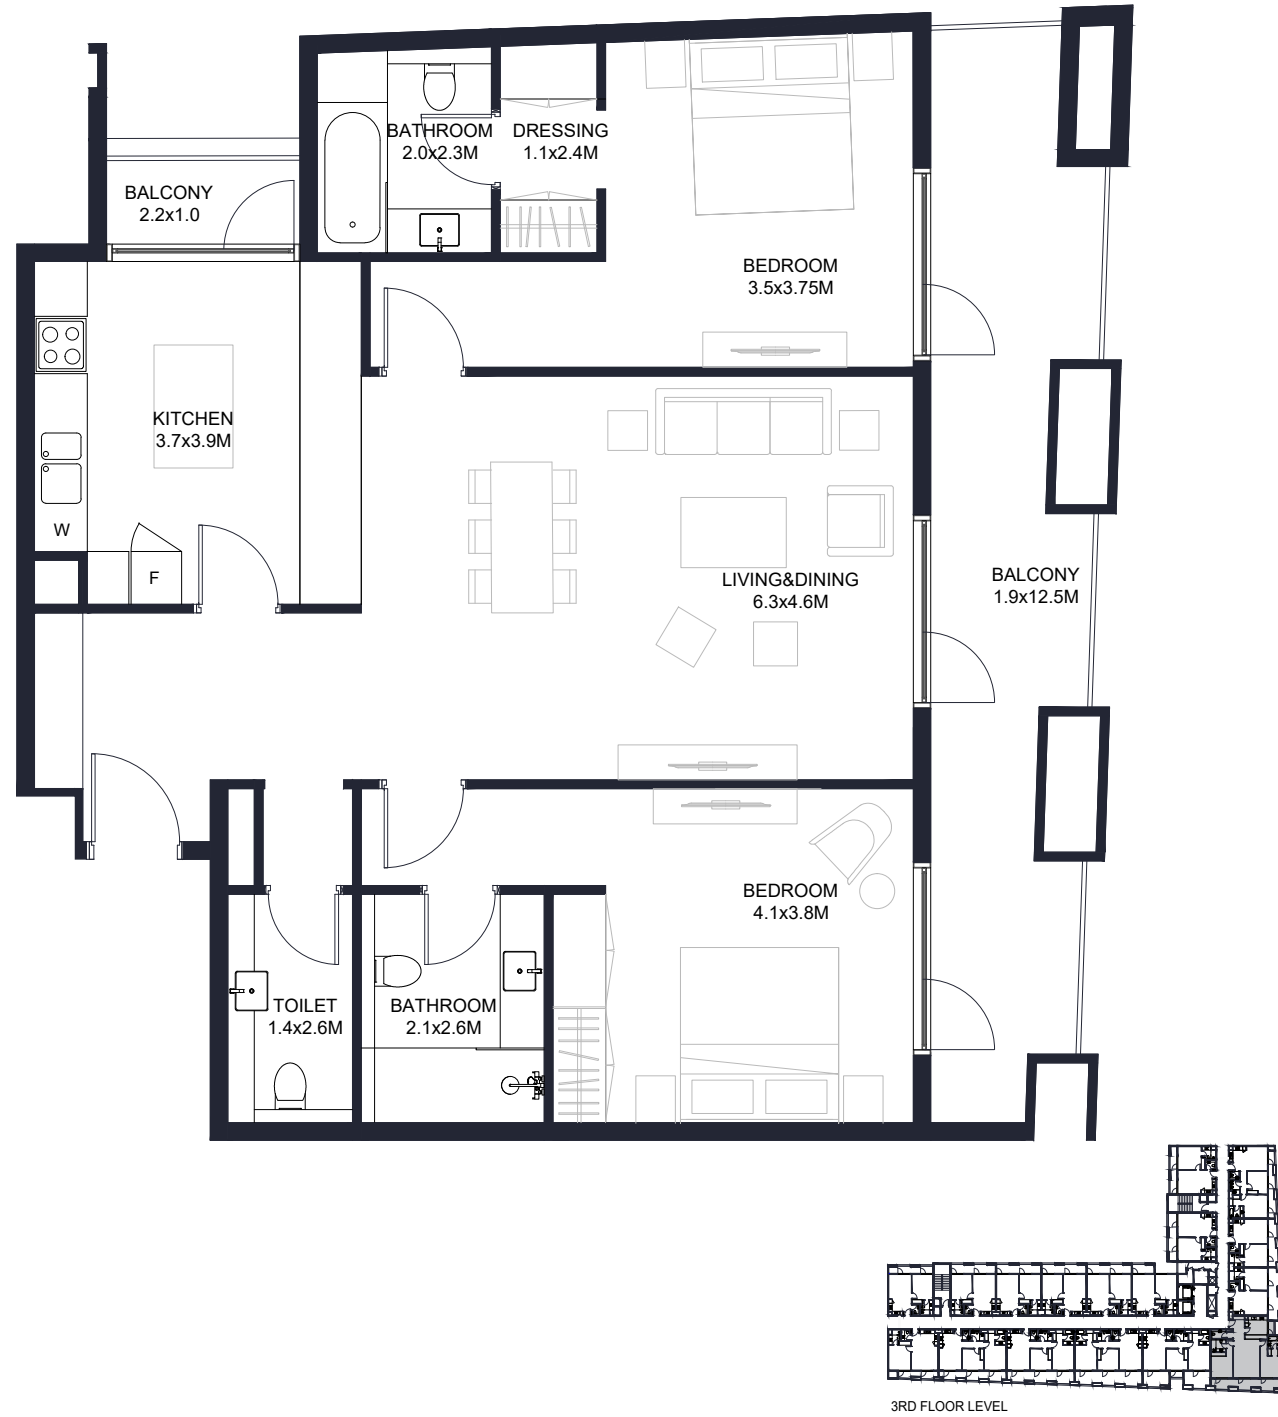 BATHROOM
2.0x2.3M
DRESSING
1.1x2.4M
BALCONY
2.2x1.0
BEDROOM
3.5x3.75M
KITCHEN
3.7x3.9M
W
F
LIVING&DINING
6.3x4.6M
BALCONY
1.9x12.5M
BEDROOM
4.1x3.8M
TOILET
1.4x2.6M
BATHROOM
2.1x2.6M
3RD FLOOR LEVEL